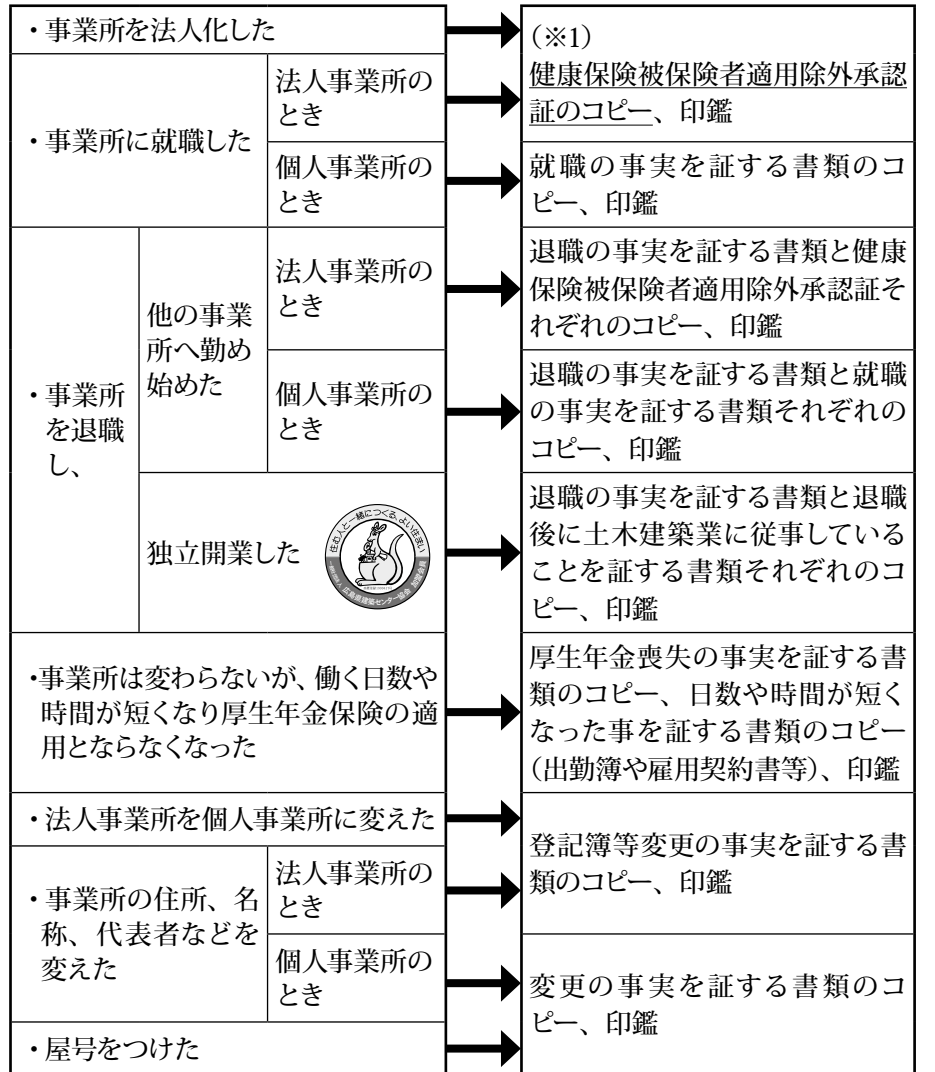 ・事業所を法人化した
(※1)
健康保険被保険者適用除外承認
証のコピー、印鑑
・事業所に就職した
法人事業所の
とき
個人事業所の
とき
就職の事実を証する書類のコ
ピー、印鑑
・事業所
を退職
し、
他の事業
所へ勤め
始めた
法人事業所の
とき
退職の事実を証する書類と健康
保険被保険者適用除外承認証そ
れぞれのコピー、印鑑
個人事業所の
とき
退職の事実を証する書類と就職
の事実を証する書類それぞれの
コピー、印鑑
独立開業した
住む人と一緒につくる、よい住まい
退職の事実を証する書類と退職
後に土木建築業に従事している
ことを証する書類それぞれのコ
ピー、印鑑
・事業所は変わらないが、働く日数や
時間が短くなり厚生年金保険の適
用とならなくなった
厚生年金喪失の事実を証する書
類のコピー、日数や時間が短く
なった事を証する書類のコピー
(出勤簿や雇用契約書等)、印鑑
・法人事業所を個人事業所に変えた
登記簿等変更の事実を証する書
類のコピー、印鑑
・事業所の住所、名
称、代表者などを
変えた
法人事業所の
とき
個人事業所の
とき
変更の事実を証する書類のコ
ピー、印鑑
・屋号をつけた